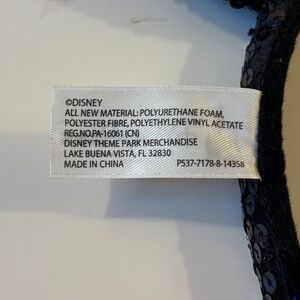 ©DISNEY
ALL NEW MATERIAL: POLYURETHANE FOAM,
POLYESTER FIBRE, POLYETHYLENE VINYL ACETATE
REG.NO.PA-16061 (CN)
DISNEY THEME PARK MERCHANDISE
LAKE BUENA VISTA, FL 32830
MADE IN CHINA P537-7178-8-14358